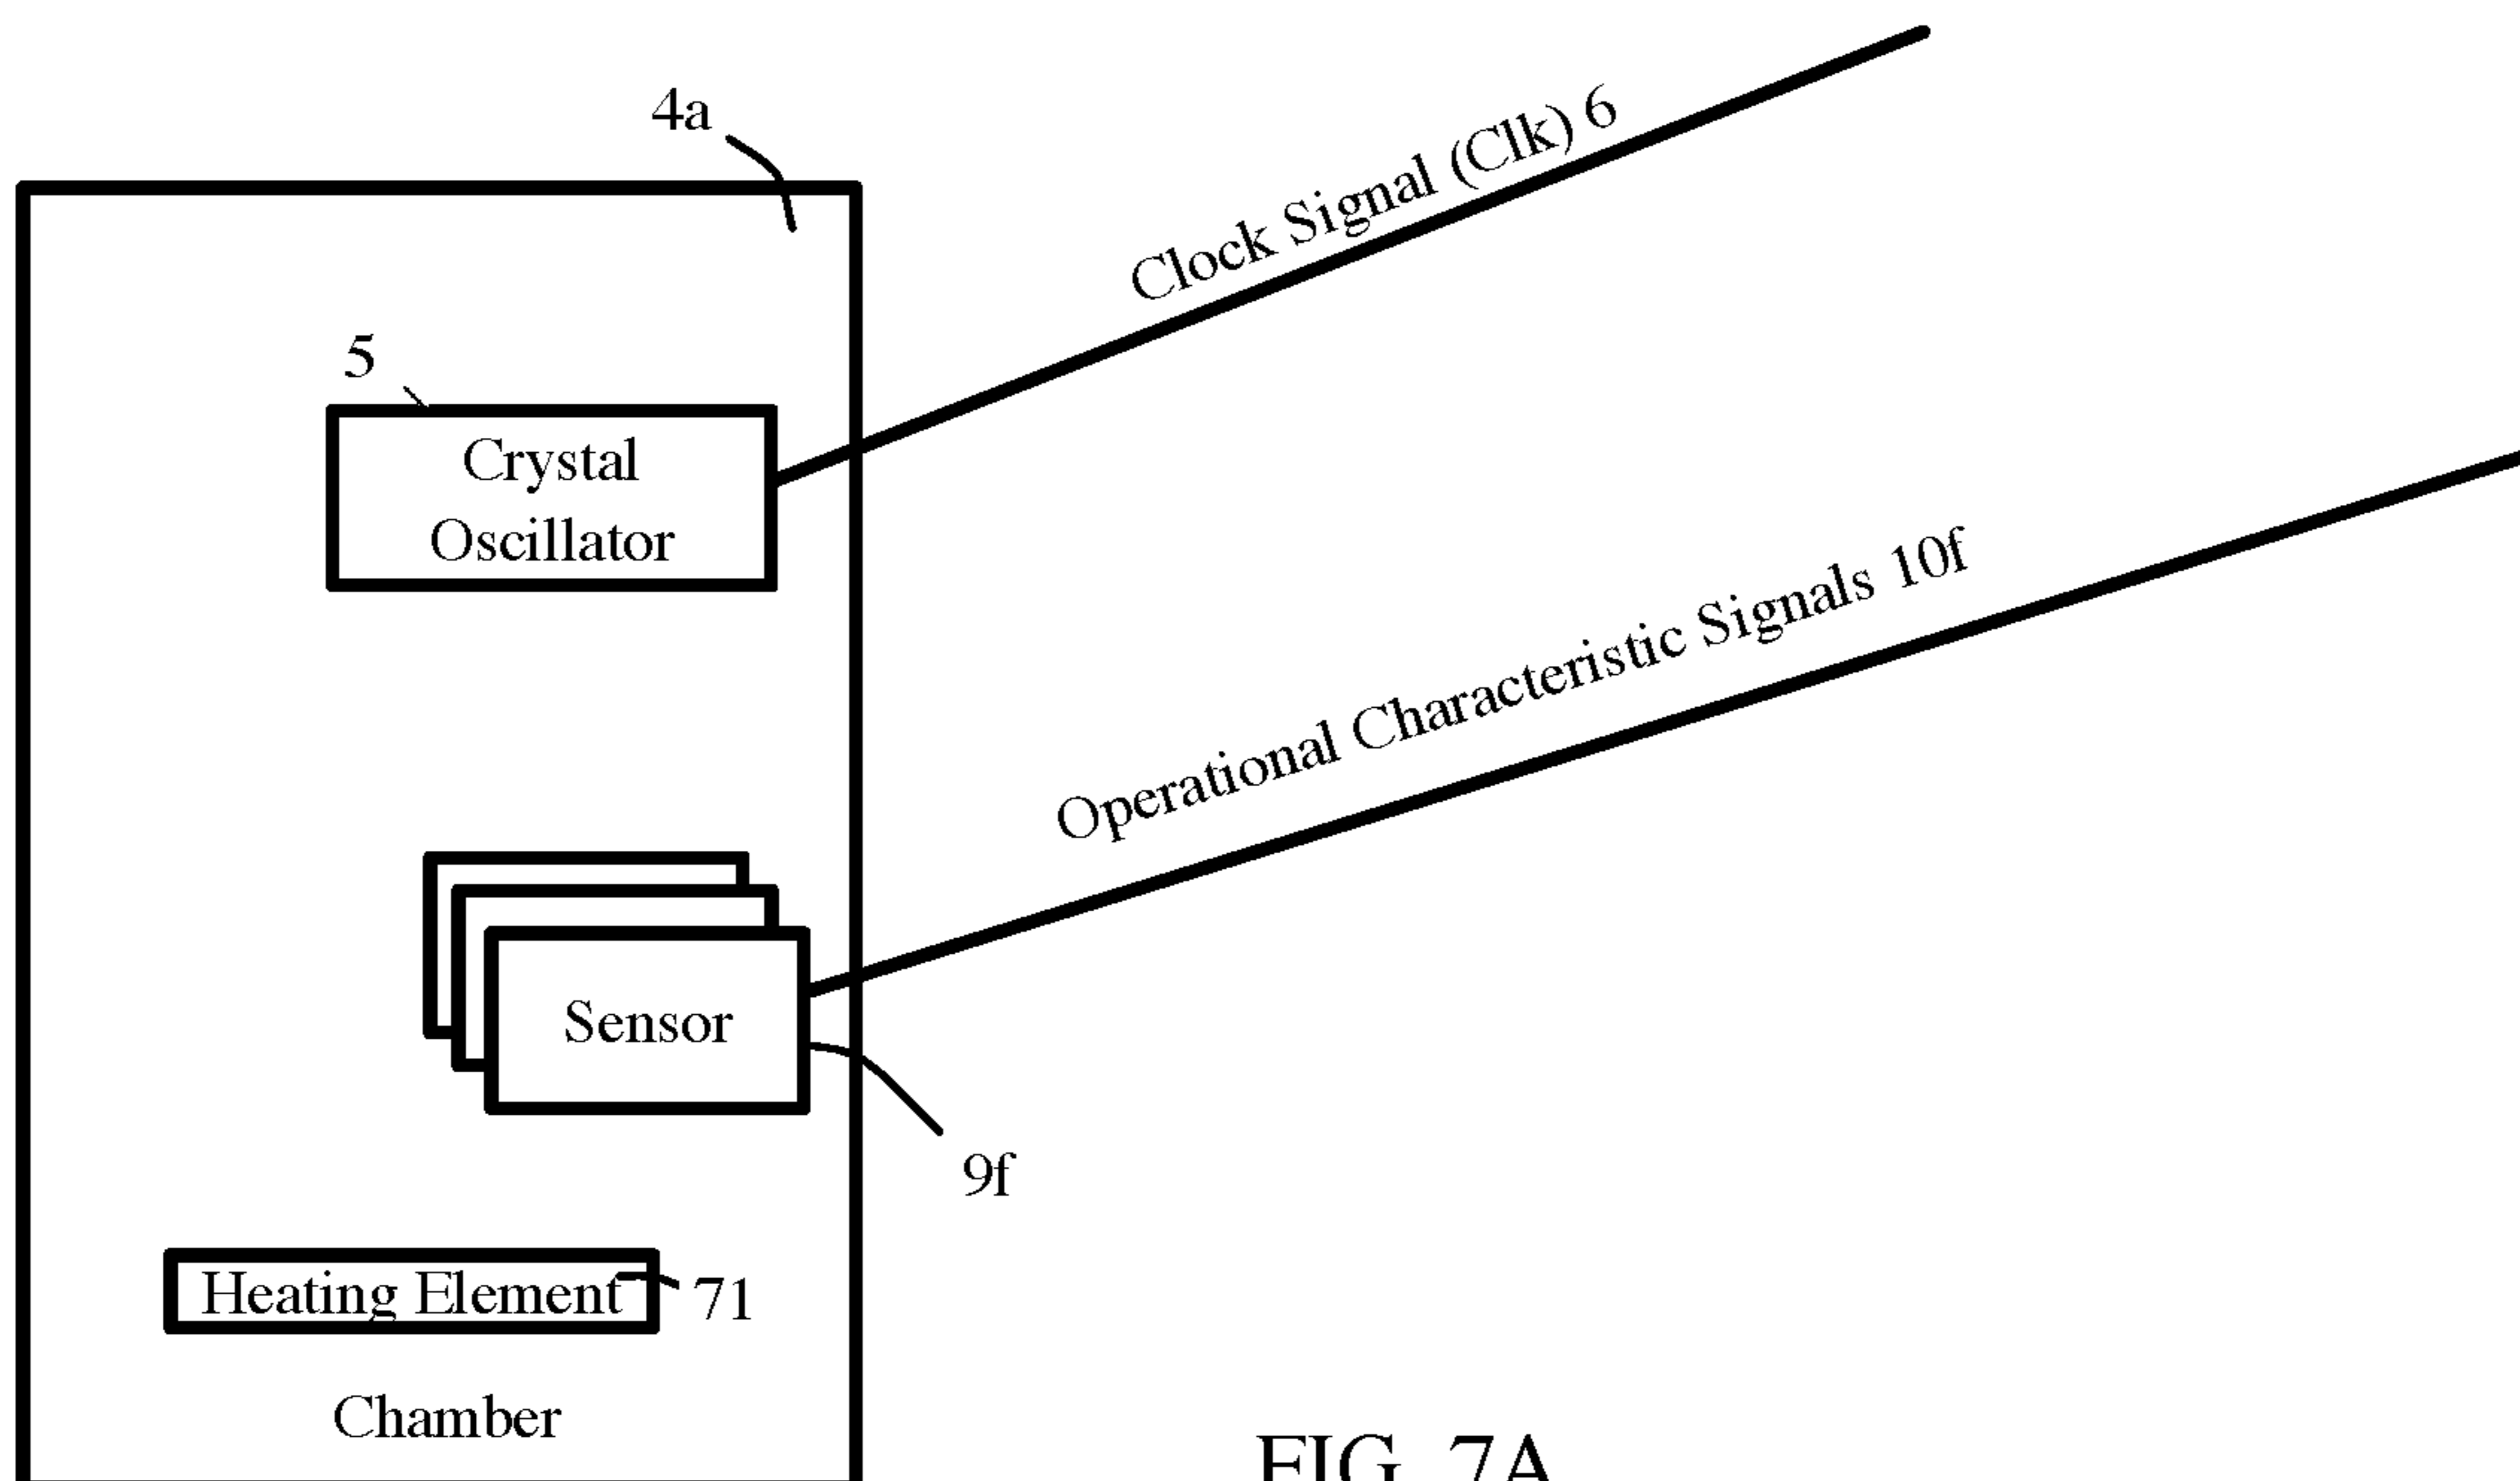 4a
Clock Signal (Clk) 6
5
Crystal
Oscillator
Operational Characteristic Signals 10f
Sensor
9f
Heating Element
71
Chamber
FIG. 7A